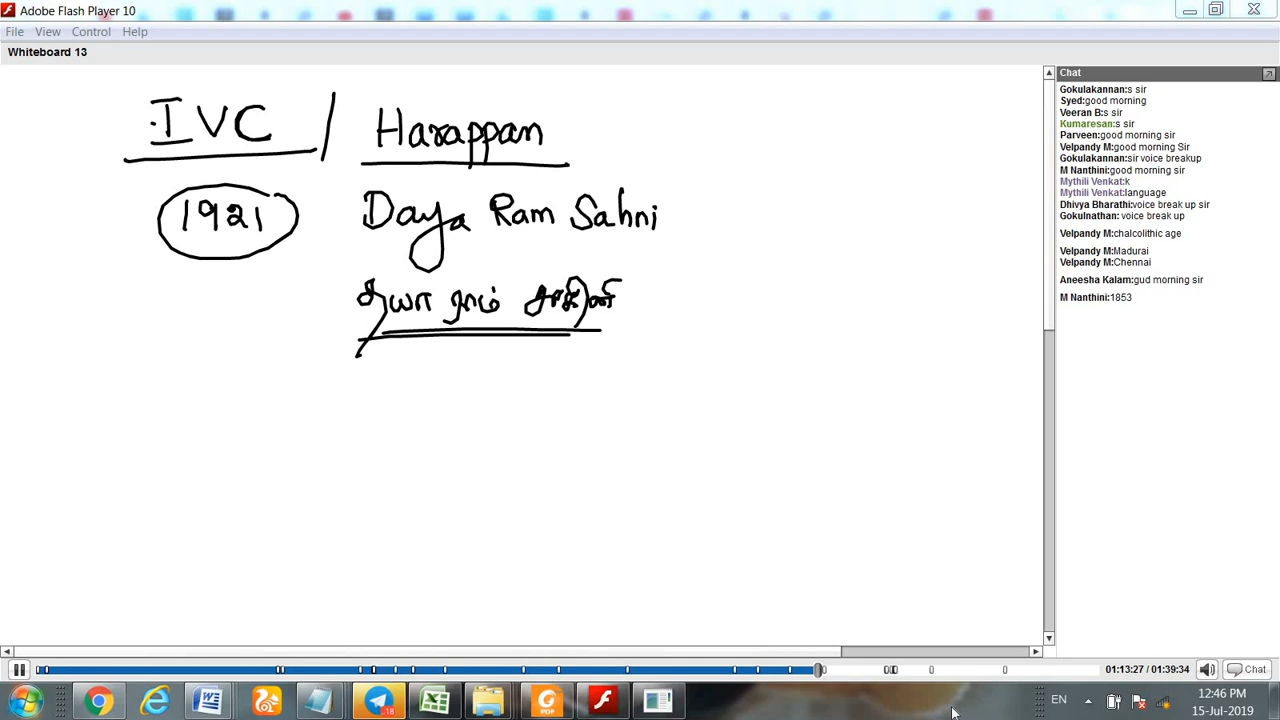 Adobe Flash Player 10
File View Control Help
Whiteboard 13
IVC / Harappan
1921 Daya Ram Sahni
தயா ராம் சாஹ்னி
Chat
Gokulakannan:s sir
Syed:good morning
Veeran B:s sir
Kumaresan:s sir
Parveen:good morning sir
Velpandy M:good morning Sir
Gokulakannan:sir voice breakup
M Nanthini:good morning sir
Mythili Venkat:k
Mythili Venkat:language
Dhivya Bharathi:voice break up sir
Gokulnathan: voice break up
Velpandy M:chalcolithic age
Velpandy M:Madurai
Velpandy M:Chennai
Aneesha Kalam:gud morning sir
M Nanthini:1853
01:13:27 / 01:39:34 Chat
EN 12:46 PM
15-Jul-2019